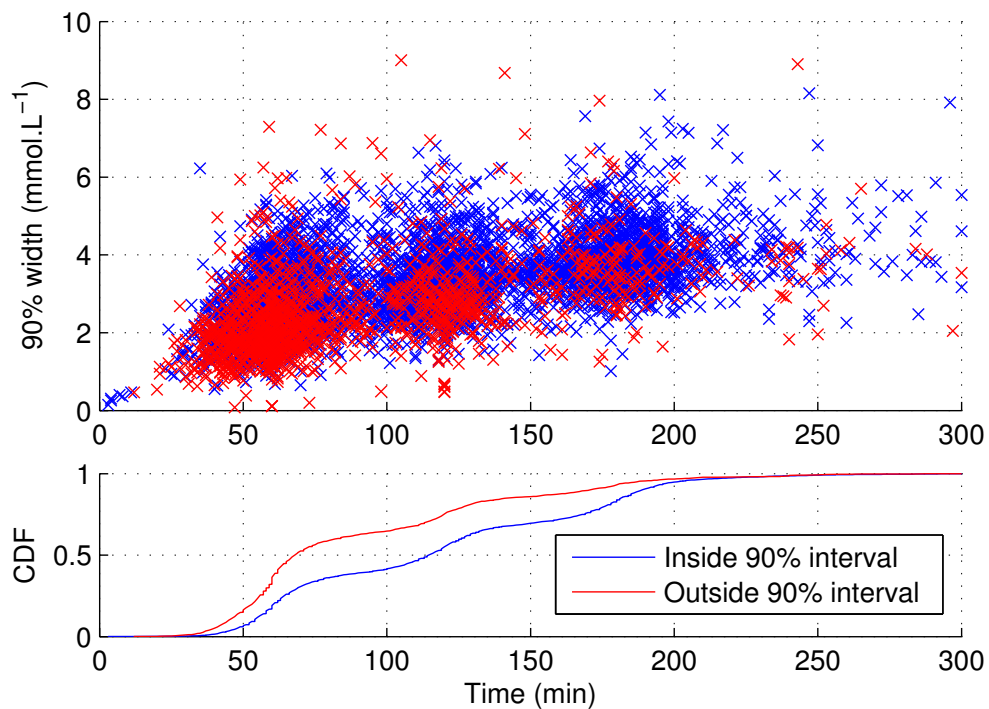 10
8
6
4
2
0
90% width (mmol.L⁻¹)
0 50 100 150 200 250 300
1
0.5
0
CDF
Inside 90% interval
Outside 90% interval
0 50 100 150 200 250 300
Time (min)